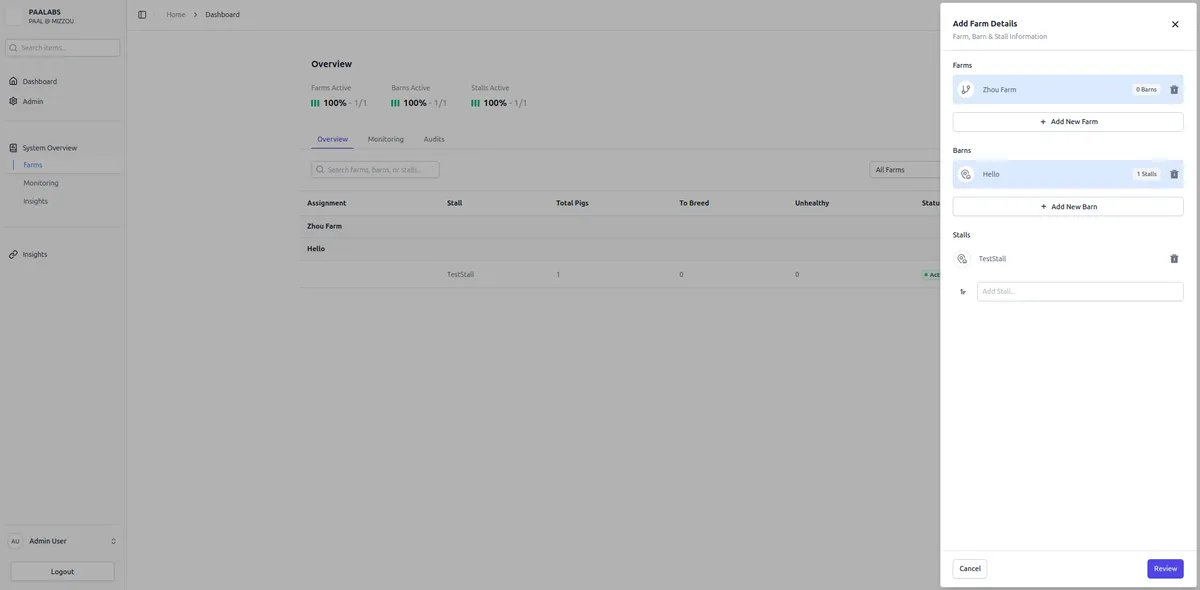 PAALABS
PAAL @ MIZZOU
Search items...
Dashboard
Admin
System Overview
Farms
Monitoring
Insights
Insights
AU Admin User
Logout
Home > Dashboard
Overview
Farms Active Barns Active Stalls Active
100% - 1/1 100% - 1/1 100% - 1/1
Overview Monitoring Audits
Search farms, barns, or stalls... All Farms
Assignment Stall Total Pigs To Breed Unhealthy Statu
Zhou Farm
Hello
TestStall 1 0 0 Act
Add Farm Details
Farm, Barn & Stall Information
Farms
Zhou Farm 0 Barns
+ Add New Farm
Barns
Hello 1 Stalls
+ Add New Barn
Stalls
TestStall
Add Stall...
Cancel Review